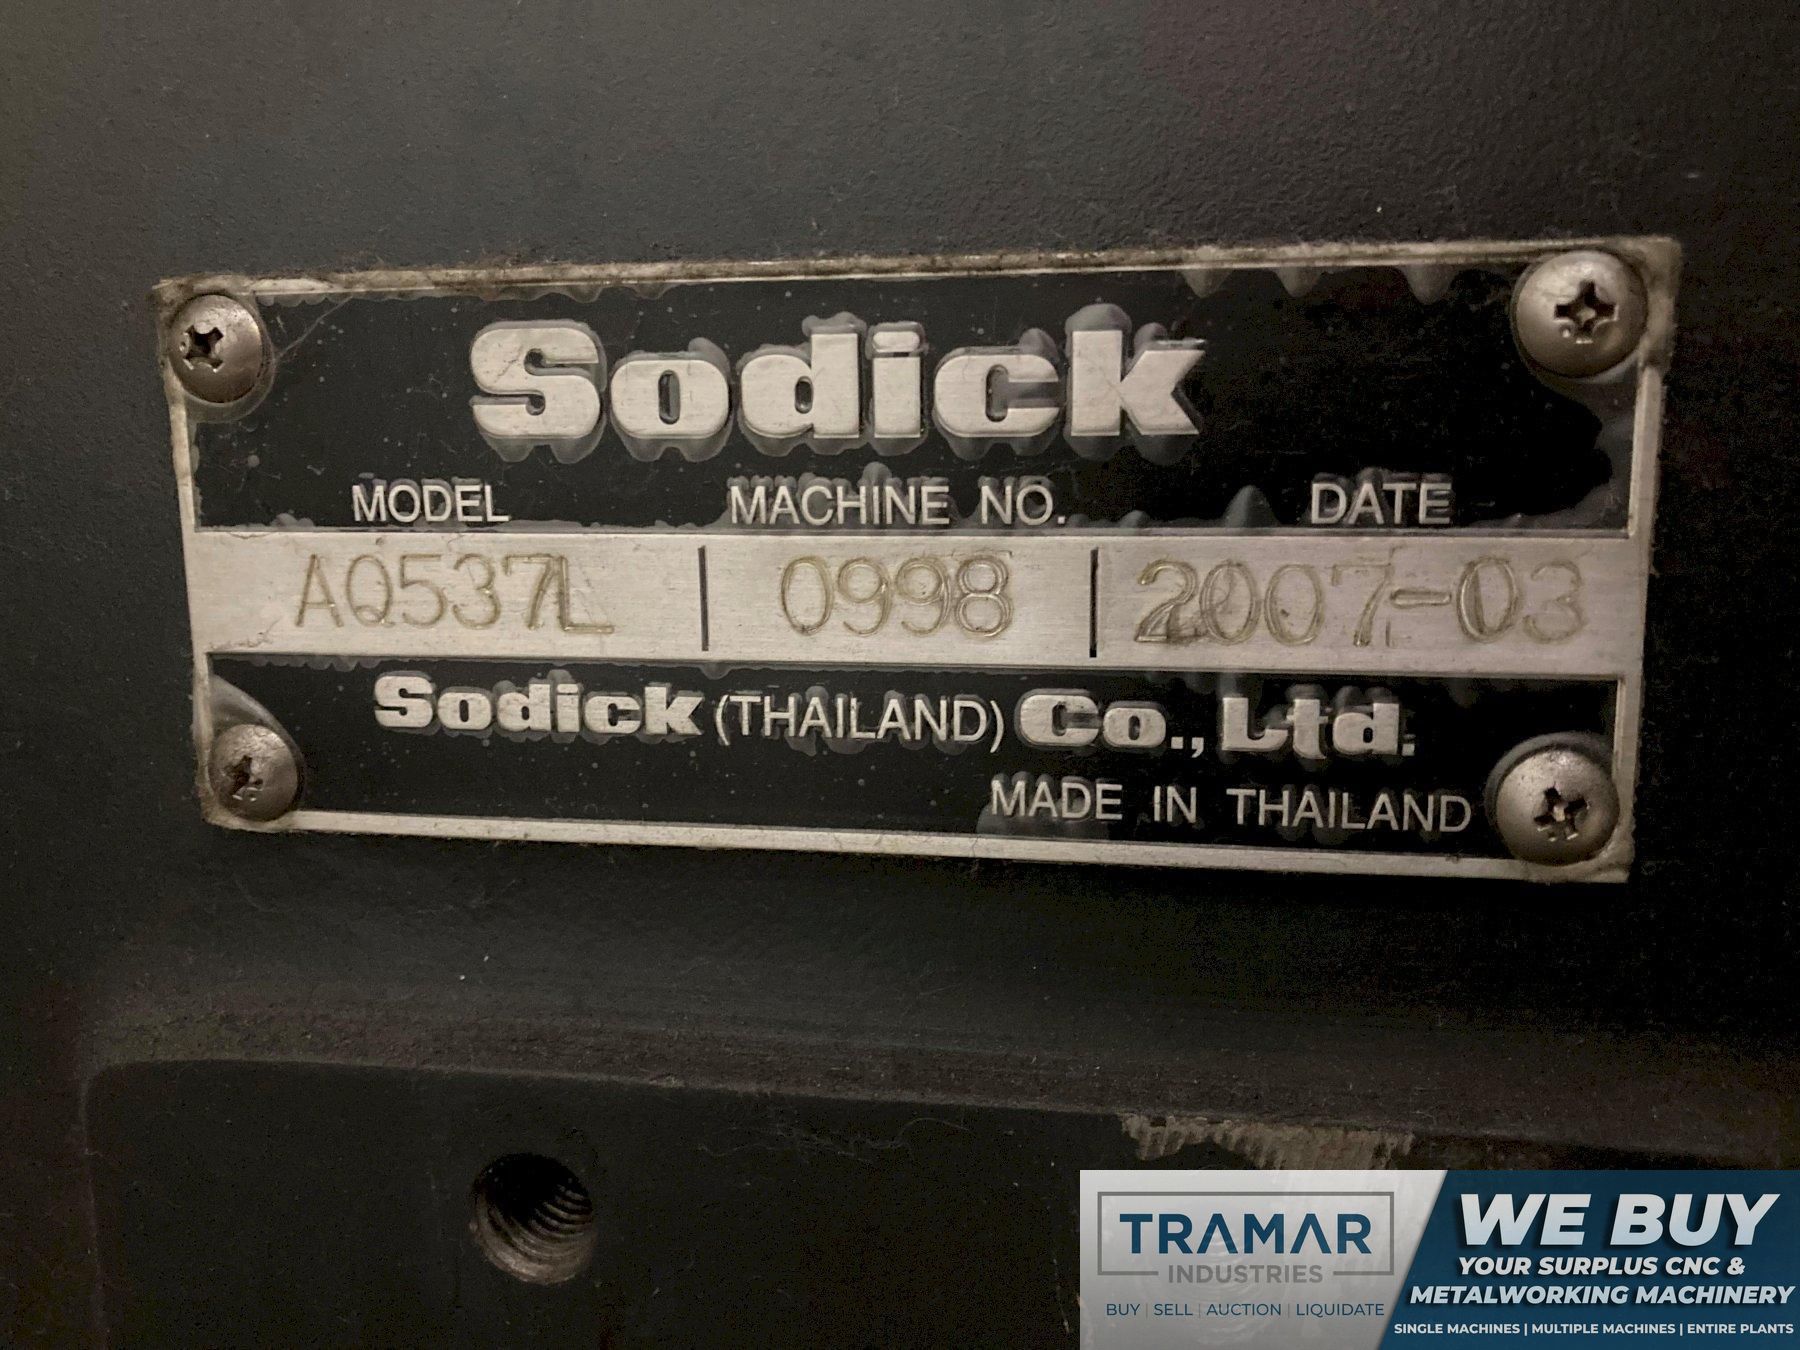 Sodick
MODEL MACHINE NO. DATE
AQ537L 0998 2007-03
Sodick (THAILAND) Co., Ltd.
MADE IN THAILAND
TRAMAR
INDUSTRIES
BUY | SELL | AUCTION | LIQUIDATE
WE BUY
YOUR SURPLUS CNC &
METALWORKING MACHINERY
SINGLE MACHINES | MULTIPLE MACHINES | ENTIRE PLANTS